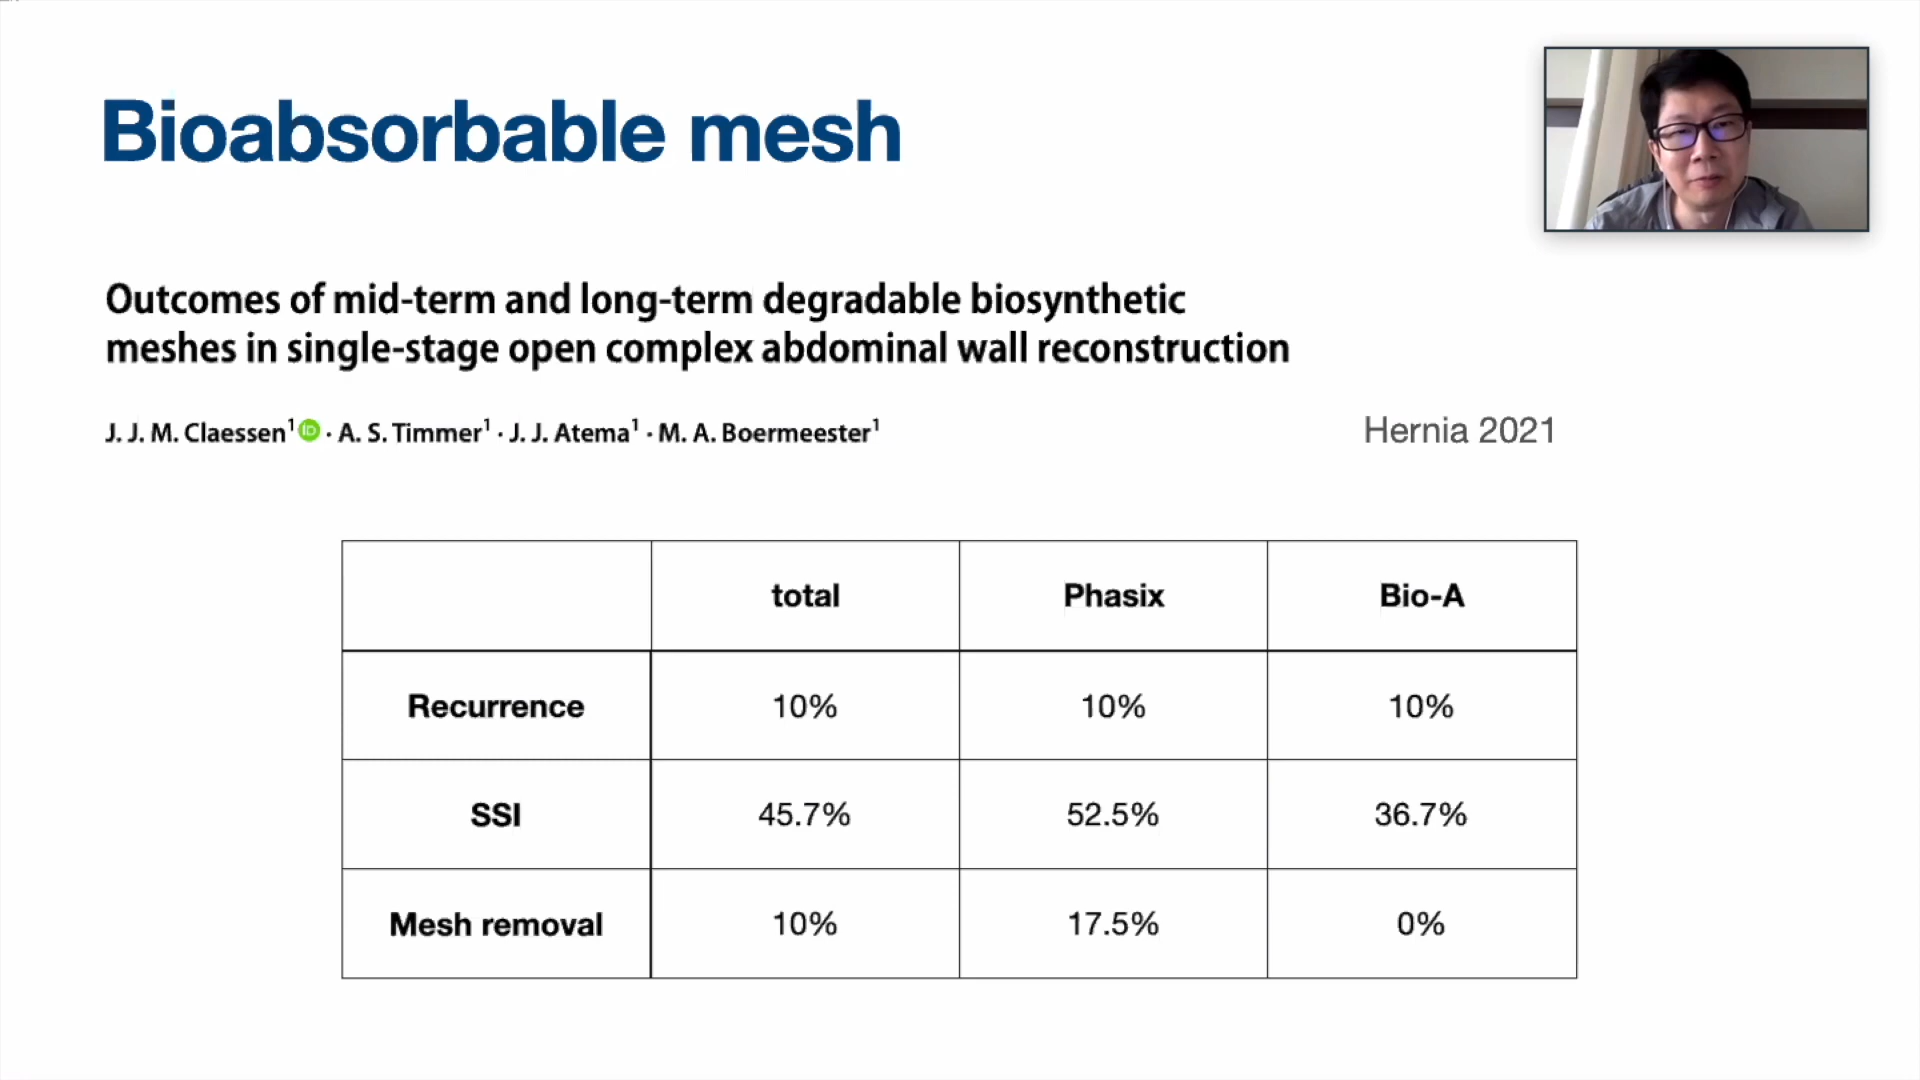 Bioabsorbable mesh
Outcomes of mid-term and long-term degradable biosynthetic
meshes in single-stage open complex abdominal wall reconstruction
J. J. M. Claessen1 iD · A. S. Timmer1 · J. J. Atema1 · M. A. Boermeester1
Hernia 2021
total Phasix Bio-A
Recurrence 10% 10% 10%
SSI 45.7% 52.5% 36.7%
Mesh removal 10% 17.5% 0%